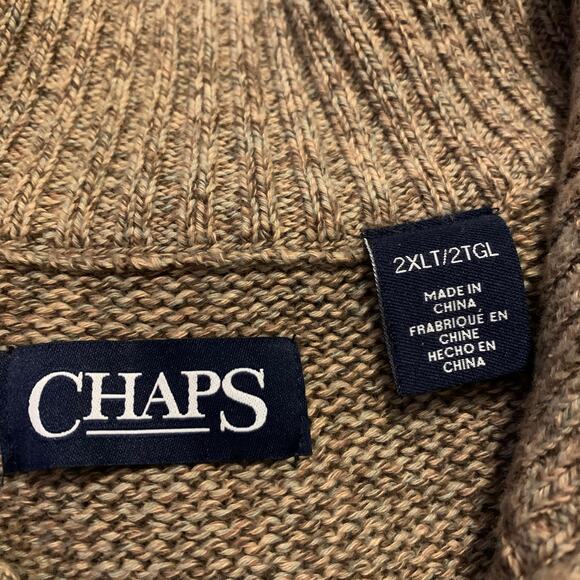 CHAPS
2XLT/2TGL
MADE IN
CHINA
FRABRIQUÉ EN
CHINE
HECHO EN
CHINA